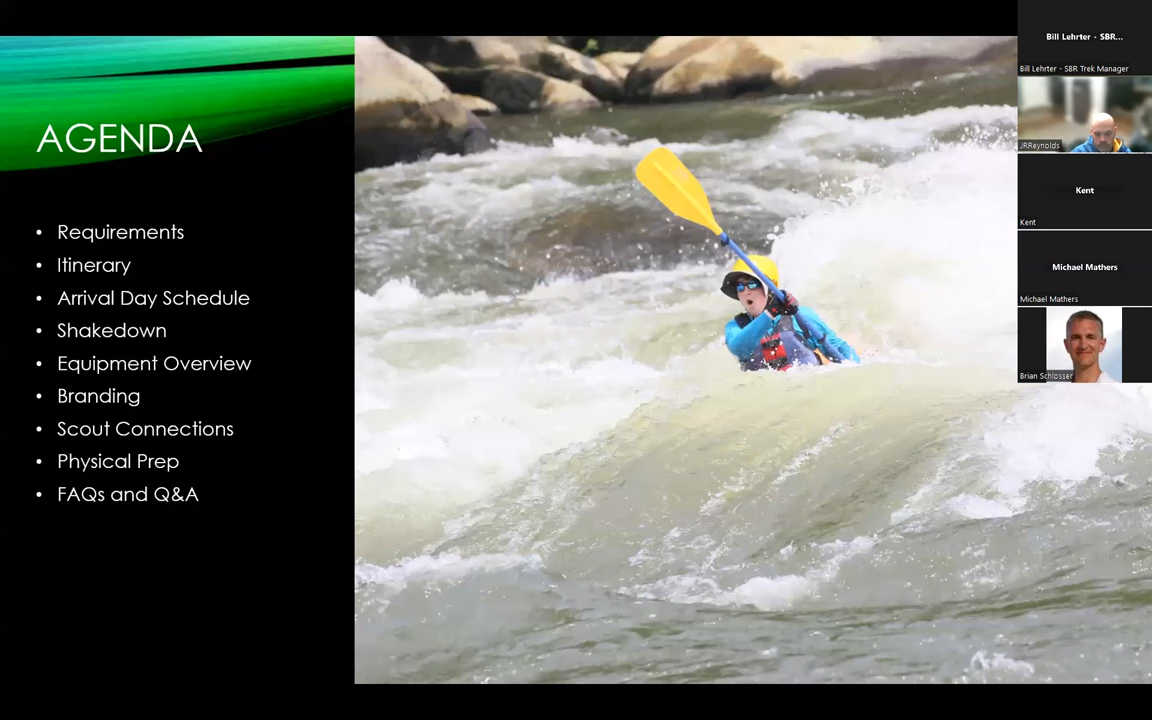 AGENDA
• Requirements
• Itinerary
• Arrival Day Schedule
• Shakedown
• Equipment Overview
• Branding
• Scout Connections
• Physical Prep
• FAQs and Q&A
Bill Lehrter - SBR...
Bill Lehrter - SBR Trek Manager
JRReynolds
Kent
Kent
Michael Mathers
Michael Mathers
Brian Schlosser